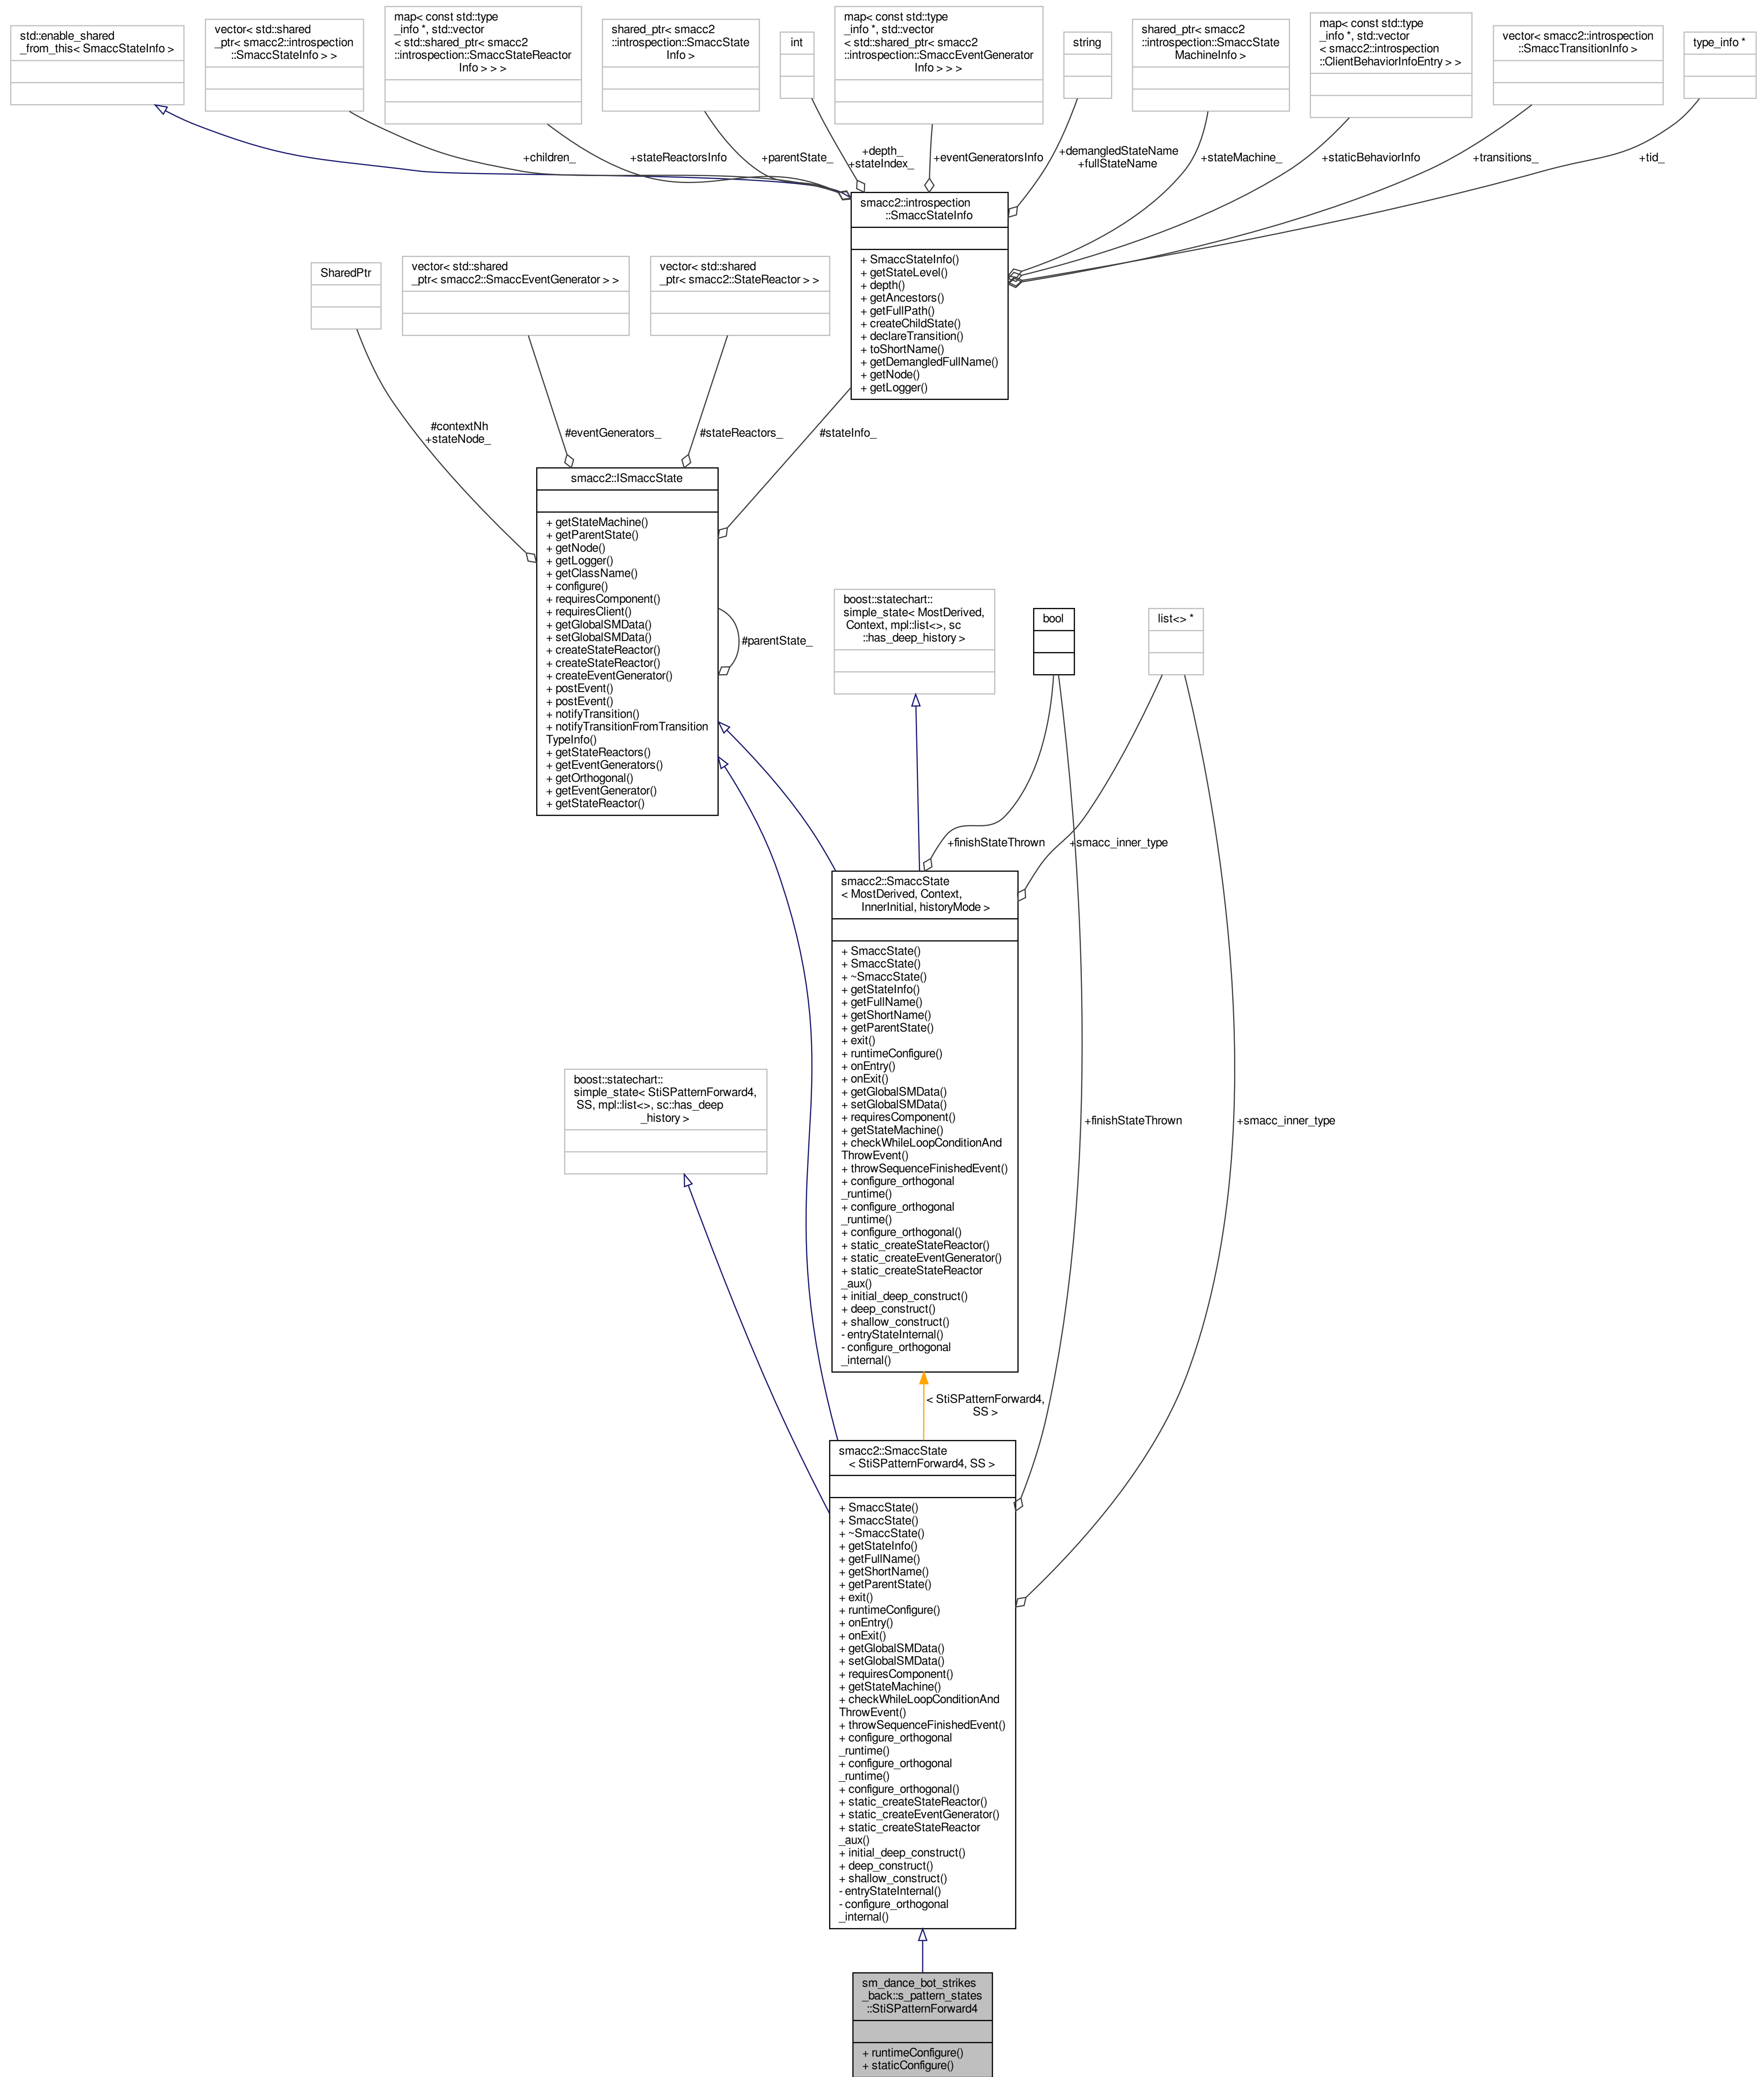 std::enable_shared
_from_this< SmaccStateInfo >
vector< std::shared
_ptr< smacc2::introspection
::SmaccStateInfo > >
map< const std::type
_info *, std::vector
< std::shared_ptr< smacc2
::introspection::SmaccStateReactor
Info > > >
shared_ptr< smacc2
::introspection::SmaccState
Info >
int
map< const std::type
_info *, std::vector
< std::shared_ptr< smacc2
::introspection::SmaccEventGenerator
Info > > >
string
shared_ptr< smacc2
::introspection::SmaccState
MachineInfo >
map< const std::type
_info *, std::vector
< smacc2::introspection
::ClientBehaviorInfoEntry > >
vector< smacc2::introspection
::SmaccTransitionInfo >
type_info *
+children_
+stateReactorsInfo
+parentState_
+depth_
+stateIndex_
+eventGeneratorsInfo
+demangledStateName
+fullStateName
+stateMachine_
+staticBehaviorInfo
+transitions_
+tid_
smacc2::introspection
::SmaccStateInfo
+ SmaccStateInfo()
+ getStateLevel()
+ depth()
+ getAncestors()
+ getFullPath()
+ createChildState()
+ declareTransition()
+ toShortName()
+ getDemangledFullName()
+ getNode()
+ getLogger()
SharedPtr
vector< std::shared
_ptr< smacc2::SmaccEventGenerator > >
vector< std::shared
_ptr< smacc2::StateReactor > >
#contextNh
+stateNode_
#eventGenerators_
#stateReactors_
#stateInfo_
smacc2::ISmaccState
+ getStateMachine()
+ getParentState()
+ getNode()
+ getLogger()
+ getClassName()
+ configure()
+ requiresComponent()
+ requiresClient()
+ getGlobalSMData()
+ setGlobalSMData()
+ createStateReactor()
+ createStateReactor()
+ createEventGenerator()
+ postEvent()
+ postEvent()
+ notifyTransition()
+ notifyTransitionFromTransition
TypeInfo()
+ getStateReactors()
+ getEventGenerators()
+ getOrthogonal()
+ getEventGenerator()
+ getStateReactor()
#parentState_
boost::statechart::
simple_state< MostDerived,
Context, mpl::list<>, sc
::has_deep_history >
bool
list<> *
+finishStateThrown
+smacc_inner_type
smacc2::SmaccState
< MostDerived, Context,
InnerInitial, historyMode >
+ SmaccState()
+ SmaccState()
+ ~SmaccState()
+ getStateInfo()
+ getFullName()
+ getShortName()
+ getParentState()
+ exit()
+ runtimeConfigure()
+ onEntry()
+ onExit()
+ getGlobalSMData()
+ setGlobalSMData()
+ requiresComponent()
+ getStateMachine()
+ checkWhileLoopConditionAnd
ThrowEvent()
+ throwSequenceFinishedEvent()
+ configure_orthogonal
_runtime()
+ configure_orthogonal
_runtime()
+ configure_orthogonal()
+ static_createStateReactor()
+ static_createEventGenerator()
+ static_createStateReactor
_aux()
+ initial_deep_construct()
+ deep_construct()
+ shallow_construct()
- entryStateInternal()
- configure_orthogonal
_internal()
boost::statechart::
simple_state< StiSPatternForward4,
SS, mpl::list<>, sc::has_deep
_history >
+finishStateThrown
+smacc_inner_type
< StiSPatternForward4,
SS >
smacc2::SmaccState
< StiSPatternForward4, SS >
+ SmaccState()
+ SmaccState()
+ ~SmaccState()
+ getStateInfo()
+ getFullName()
+ getShortName()
+ getParentState()
+ exit()
+ runtimeConfigure()
+ onEntry()
+ onExit()
+ getGlobalSMData()
+ setGlobalSMData()
+ requiresComponent()
+ getStateMachine()
+ checkWhileLoopConditionAnd
ThrowEvent()
+ throwSequenceFinishedEvent()
+ configure_orthogonal
_runtime()
+ configure_orthogonal
_runtime()
+ configure_orthogonal()
+ static_createStateReactor()
+ static_createEventGenerator()
+ static_createStateReactor
_aux()
+ initial_deep_construct()
+ deep_construct()
+ shallow_construct()
- entryStateInternal()
- configure_orthogonal
_internal()
sm_dance_bot_strikes
_back::s_pattern_states
::StiSPatternForward4
+ runtimeConfigure()
+ staticConfigure()